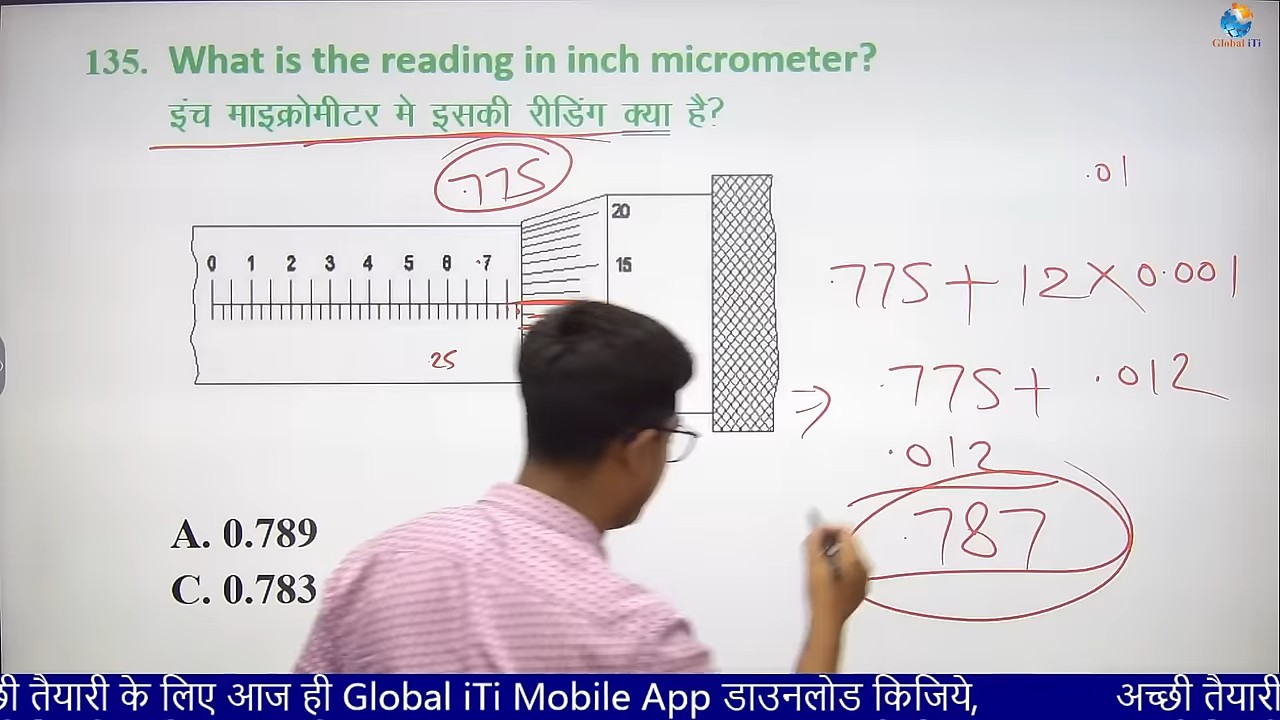 Global iTi
135. What is the reading in inch micrometer?
इंच माइक्रोमीटर मे इसकी रीडिंग क्या है?
.775
.01
20
0 1 2 3 4 5 6 .7
15
.775 + 12 × 0.001
25
.775 + .012
.012
.787
A. 0.789
C. 0.783
छी तैयारी के लिए आज ही Global iTi Mobile App डाउनलोड किजिये, अच्छी तैयारी